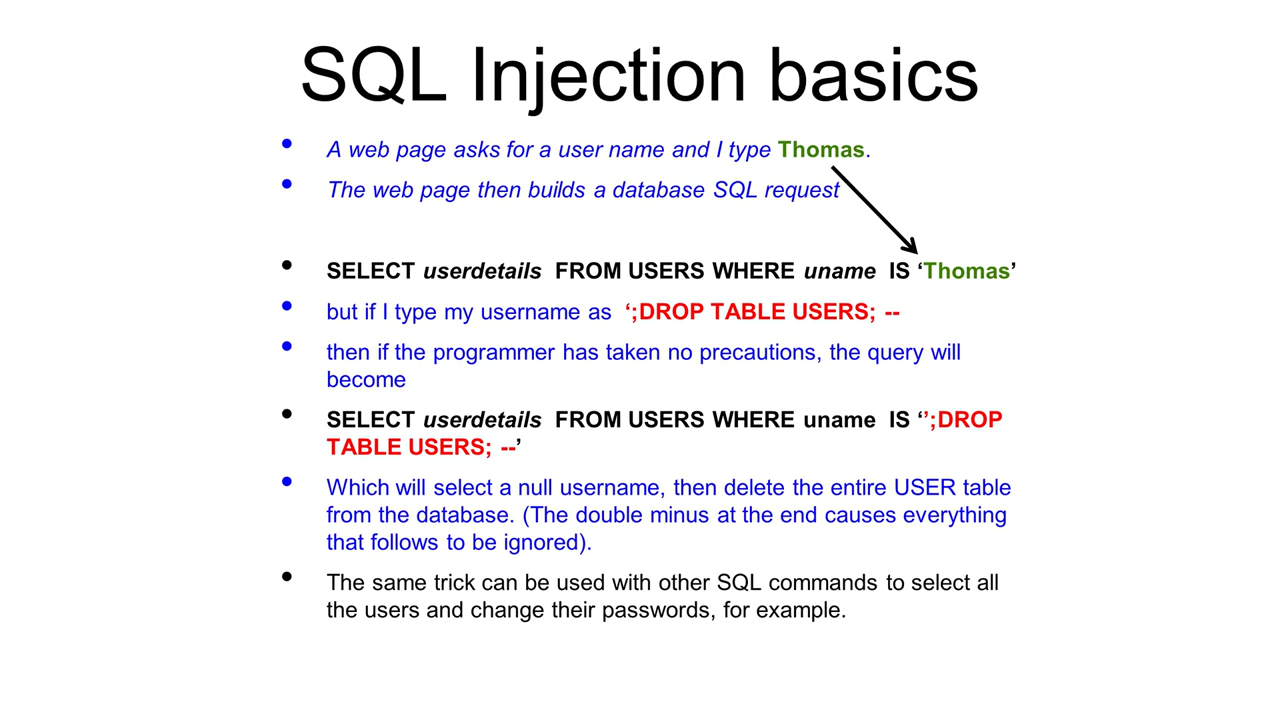 SQL Injection basics
• A web page asks for a user name and I type Thomas.
• The web page then builds a database SQL request
• SELECT userdetails FROM USERS WHERE uname IS ‘Thomas’
• but if I type my username as ‘;DROP TABLE USERS; --
• then if the programmer has taken no precautions, the query will
become
• SELECT userdetails FROM USERS WHERE uname IS ‘’;DROP
TABLE USERS; --’
• Which will select a null username, then delete the entire USER table
from the database. (The double minus at the end causes everything
that follows to be ignored).
• The same trick can be used with other SQL commands to select all
the users and change their passwords, for example.